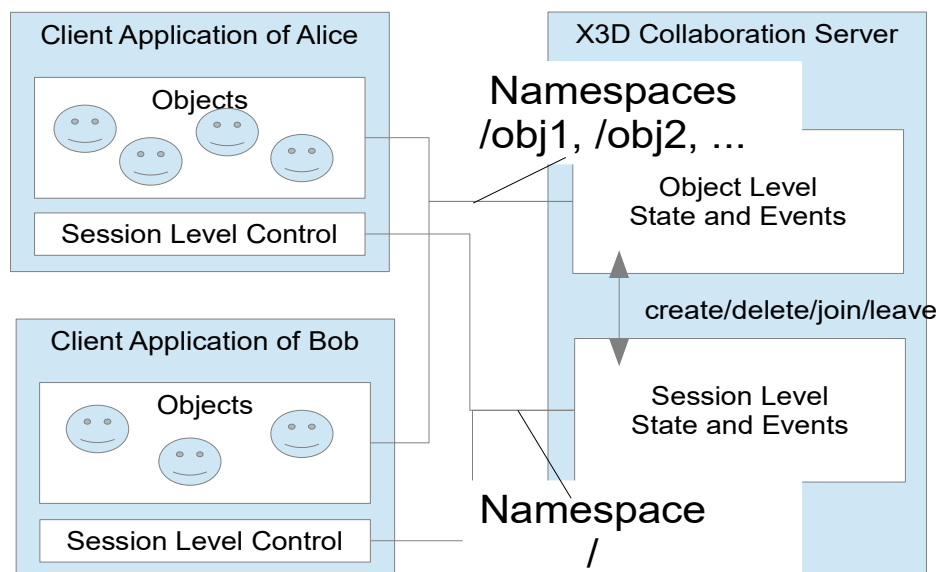 Client Application of Alice
Objects
Session Level Control
Client Application of Bob
Objects
Session Level Control
X3D Collaboration Server
Namespaces
/obj1, /obj2, ...
Object Level
State and Events
create/delete/join/leave
Session Level
State and Events
Namespace
/